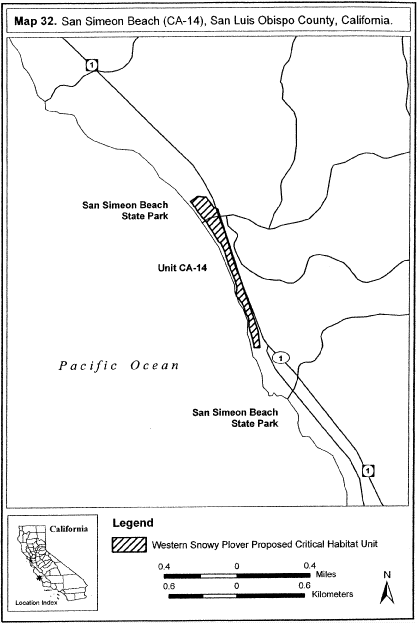 Map 32. San Simeon Beach (CA-14), San Luis Obispo County, California.
1
San Simeon Beach
State Park
Unit CA-14
Pacific Ocean
1
San Simeon Beach
State Park
1
California
Location Index
Legend
Western Snowy Plover Proposed Critical Habitat Unit
0.4 0 0.4
Miles
0.6 0 0.6
Kilometers
N